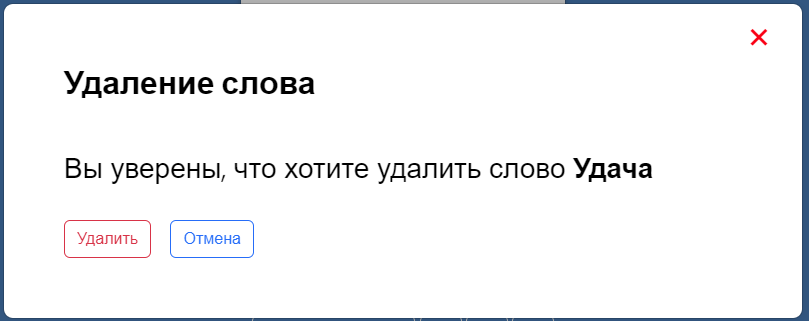 Удаление слова
Вы уверены, что хотите удалить слово Удача
Удалить Отмена